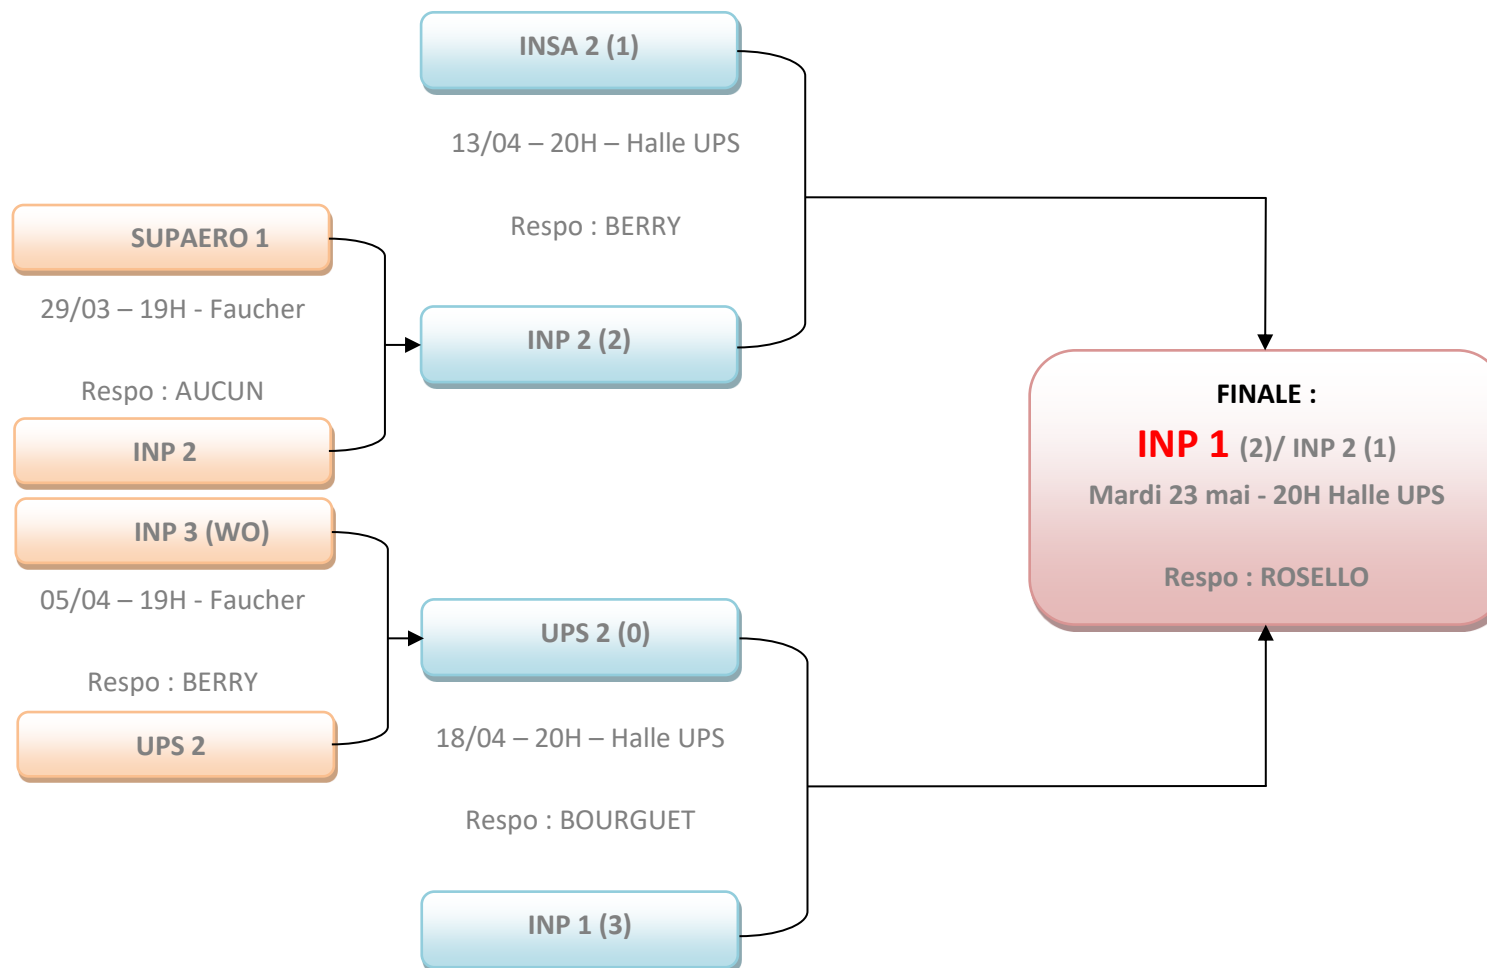 INSA 2 (1)
13/04 – 20H – Halle UPS
Respo : BERRY
SUPAERO 1
29/03 – 19H - Faucher
INP 2 (2)
Respo : AUCUN
INP 2
INP 3 (WO)
05/04 – 19H - Faucher
UPS 2 (0)
Respo : BERRY
UPS 2
18/04 – 20H – Halle UPS
Respo : BOURGUET
INP 1 (3)
FINALE :
INP 1 (2)/ INP 2 (1)
Mardi 23 mai - 20H Halle UPS
Respo : ROSELLO